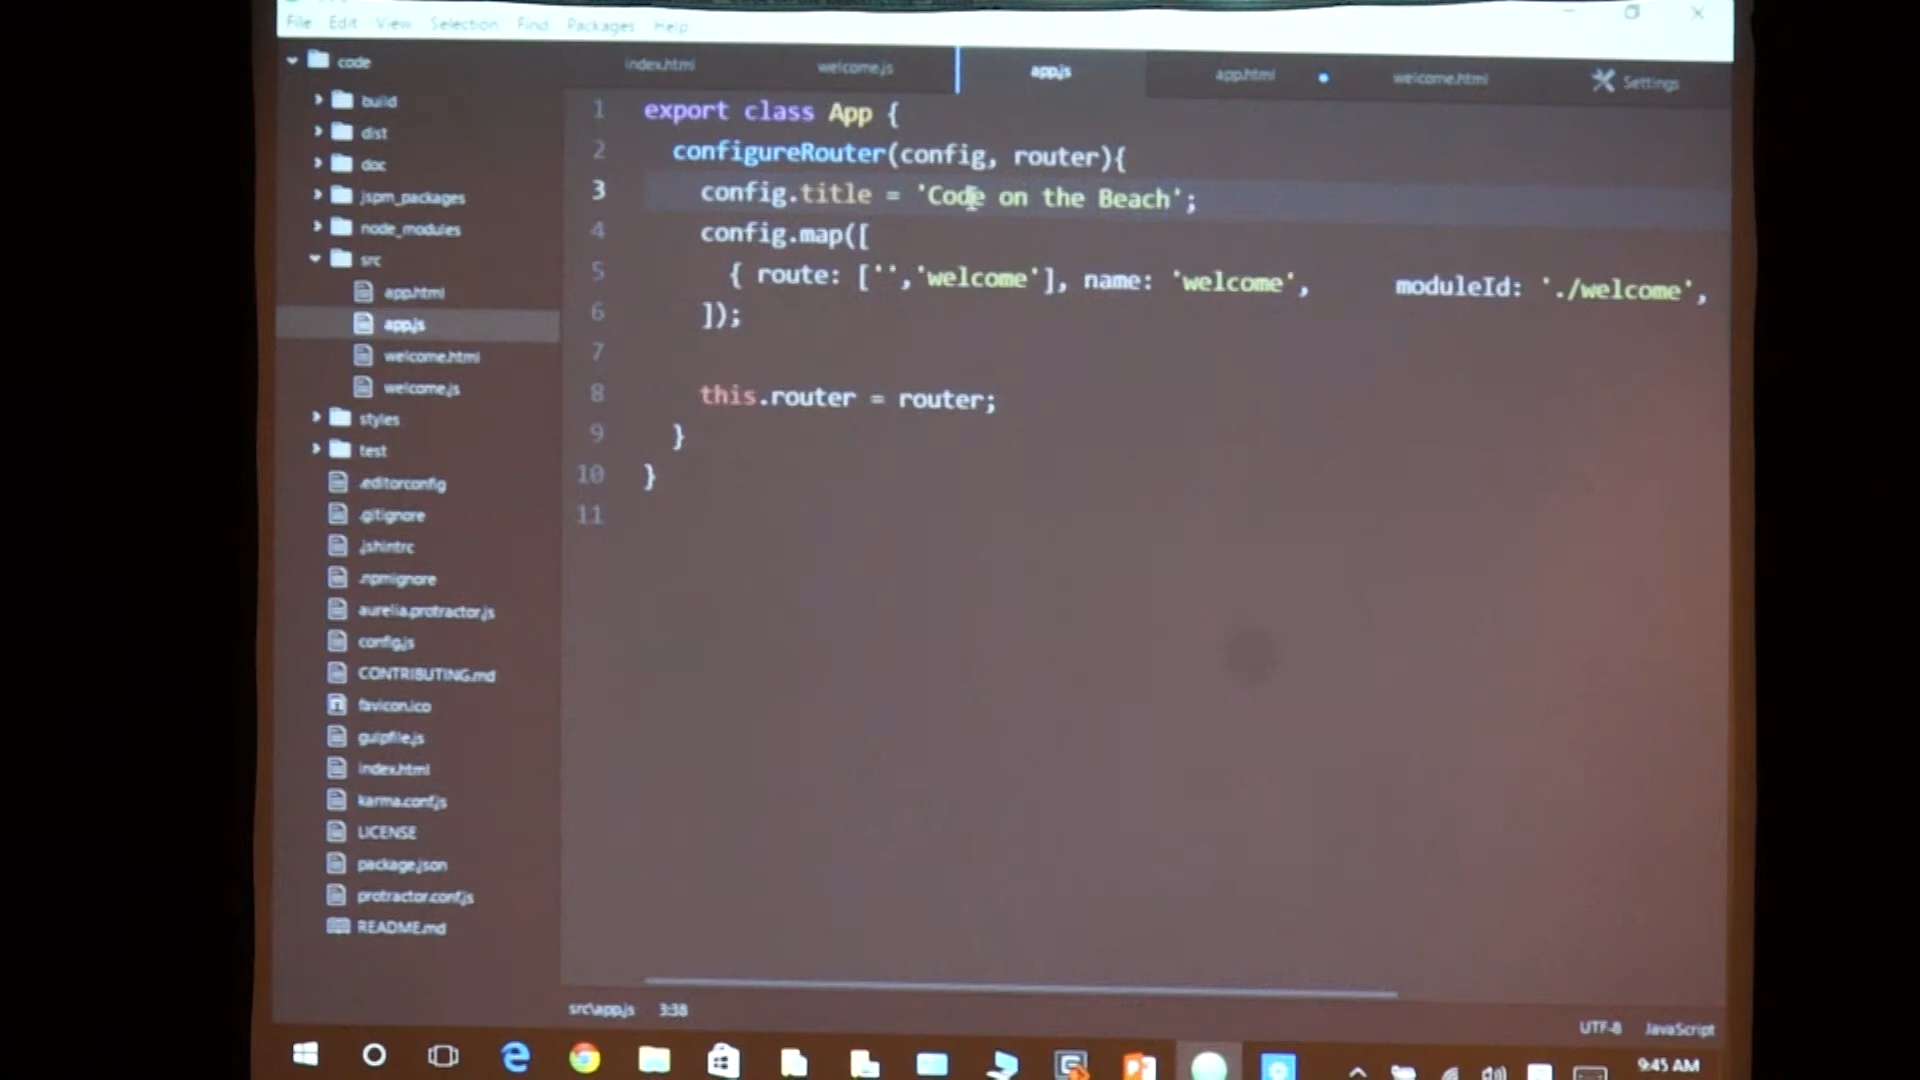 File Edit View Selection Find Packages Help
code
build
dist
doc
jspm_packages
node_modules
src
app.html
app.js
welcome.html
welcome.js
styles
test
.editorconfig
.gitignore
.jshintrc
.npmignore
aurelia.protractor.js
config.js
CONTRIBUTING.md
favicon.ico
gulpfile.js
index.html
karma.conf.js
LICENSE
package.json
protractor.conf.js
README.md
index.html welcome.js app.js app.html welcome.html Settings
1 export class App {
2 configureRouter(config, router){
3 config.title = 'Code on the Beach';
4 config.map([
5 { route: ['','welcome'], name: 'welcome', moduleId: './welcome',
6 ]);
7
8 this.router = router;
9 }
10 }
11
src\app.js 3:38
UTF-8 JavaScript
9:45 AM